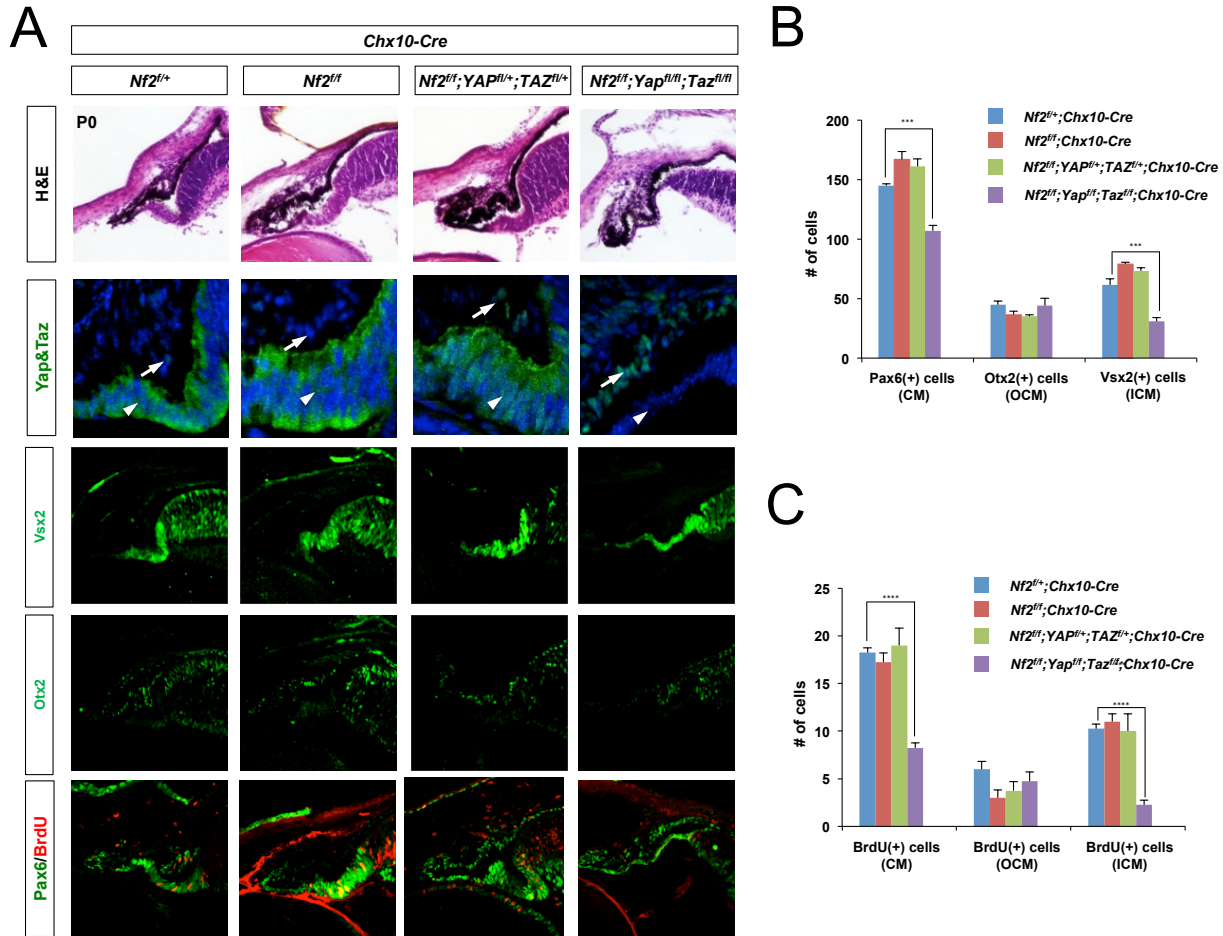 A
Chx10-Cre
Nf2f/+
Nf2f/f
Nf2f/f;YAPfl/+;TAZfl/+
Nf2f/f;Yapfl/fl;Tazfl/fl
H&E
P0
Yap&Taz
Vsx2
Otx2
Pax6/BrdU
B
Nf2f/+;Chx10-Cre
Nf2f/f;Chx10-Cre
Nf2f/f;YAPf/+;TAZf/+;Chx10-Cre
Nf2f/f;Yapf/f;Tazf/f;Chx10-Cre
# of cells
200
150
100
50
0
***
***
Pax6(+) cells
(CM)
Otx2(+) cells
(OCM)
Vsx2(+) cells
(ICM)
C
Nf2f/+;Chx10-Cre
Nf2f/f;Chx10-Cre
Nf2f/f;YAPf/+;TAZf/+;Chx10-Cre
Nf2f/f;Yapf/f;Tazf/f;Chx10-Cre
# of cells
25
20
15
10
5
0
****
****
BrdU(+) cells
(CM)
BrdU(+) cells
(OCM)
BrdU(+) cells
(ICM)